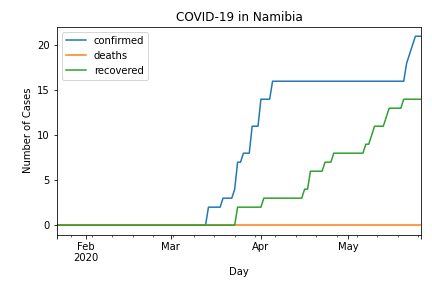 COVID-19 in Namibia
confirmed
deaths
recovered
Number of Cases
20
15
10
5
0
Feb
2020
Mar
Apr
May
Day